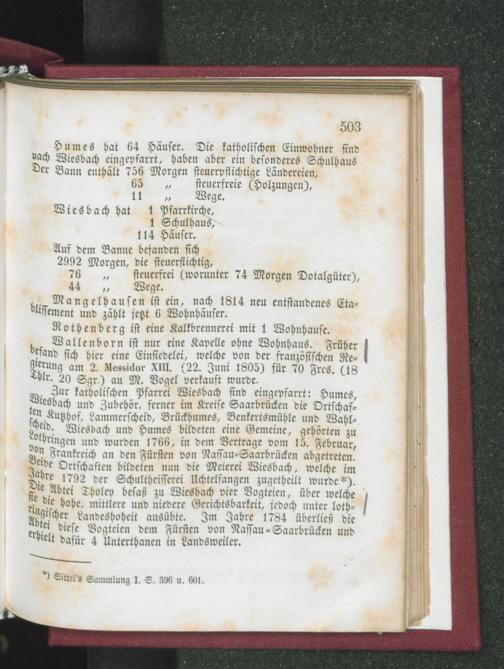 503
Humes hat 64 Häuser. Die katholischen Einwohner sind
nach Wiesbach eingepfarrt, haben aber ein besonderes Schulhaus
Der Bann enthält 756 Morgen steuerpflichtige Ländereien,
65 „ steuerfreie (Holzungen),
11 „ Wege.
Wiesbach hat 1 Pfarrkirche,
1 Schulhaus,
114 Häuser.
Auf dem Banne befanden sich
2992 Morgen, die steuerflichtig,
76 „ steuerfrei (worunter 74 Morgen Dotalgüter),
44 „ Wege.
Mangelhausen ist ein, nach 1814 neu entstandenes Eta-
blissement und zählt jetzt 6 Wohnhäuser.
Rothenberg ist eine Kalkbrennerei mit 1 Wohnhause.
Wallenborn ist nur eine Kapelle ohne Wohnhaus. Früher
befand sich hier eine Einsiedelei, welche von der französischen Re-
gierung am 2. Messidor XIII. (22. Juni 1805) für 70 Frcs. (18
Thlr. 20 Sgr.) an M. Vogel verkauft wurde.
Zur katholischen Pfarrei Wiesbach sind eingepfarrt: Humes,
Wiesbach und Zubehör, ferner im Kreise Saarbrücken die Ortschaf-
ten Kutzhof, Lammerscheid, Brückhumes, Benkertsmühle und Wahl-
scheid. Wiesbach und Humes bildeten eine Gemeine, gehörten zu
Lothringen und wurden 1766, in dem Vertrage vom 15. Februar,
von Frankreich an den Fürsten von Nassau-Saarbrücken abgetreten.
Beide Ortschaften bildeten nun die Meierei Wiesbach, welche im
Jahre 1792 der Schultheisserei Uchtelfangen zugetheilt wurde*).
Die Abtei Tholey besaß zu Wiesbach vier Vogteien, über welche
sie die hohe, mittlere und niedere Gerichtsbarkeit, jedoch unter loth-
ringischer Landeshoheit ausübte. Im Jahre 1784 überließ die
Abtei diese Vogteien dem Fürsten von Nassau-Saarbrücken und
erhielt dafür 4 Unterthanen in Landsweiler.
*) Sittel's Sammlung I. S. 596 u. 601.